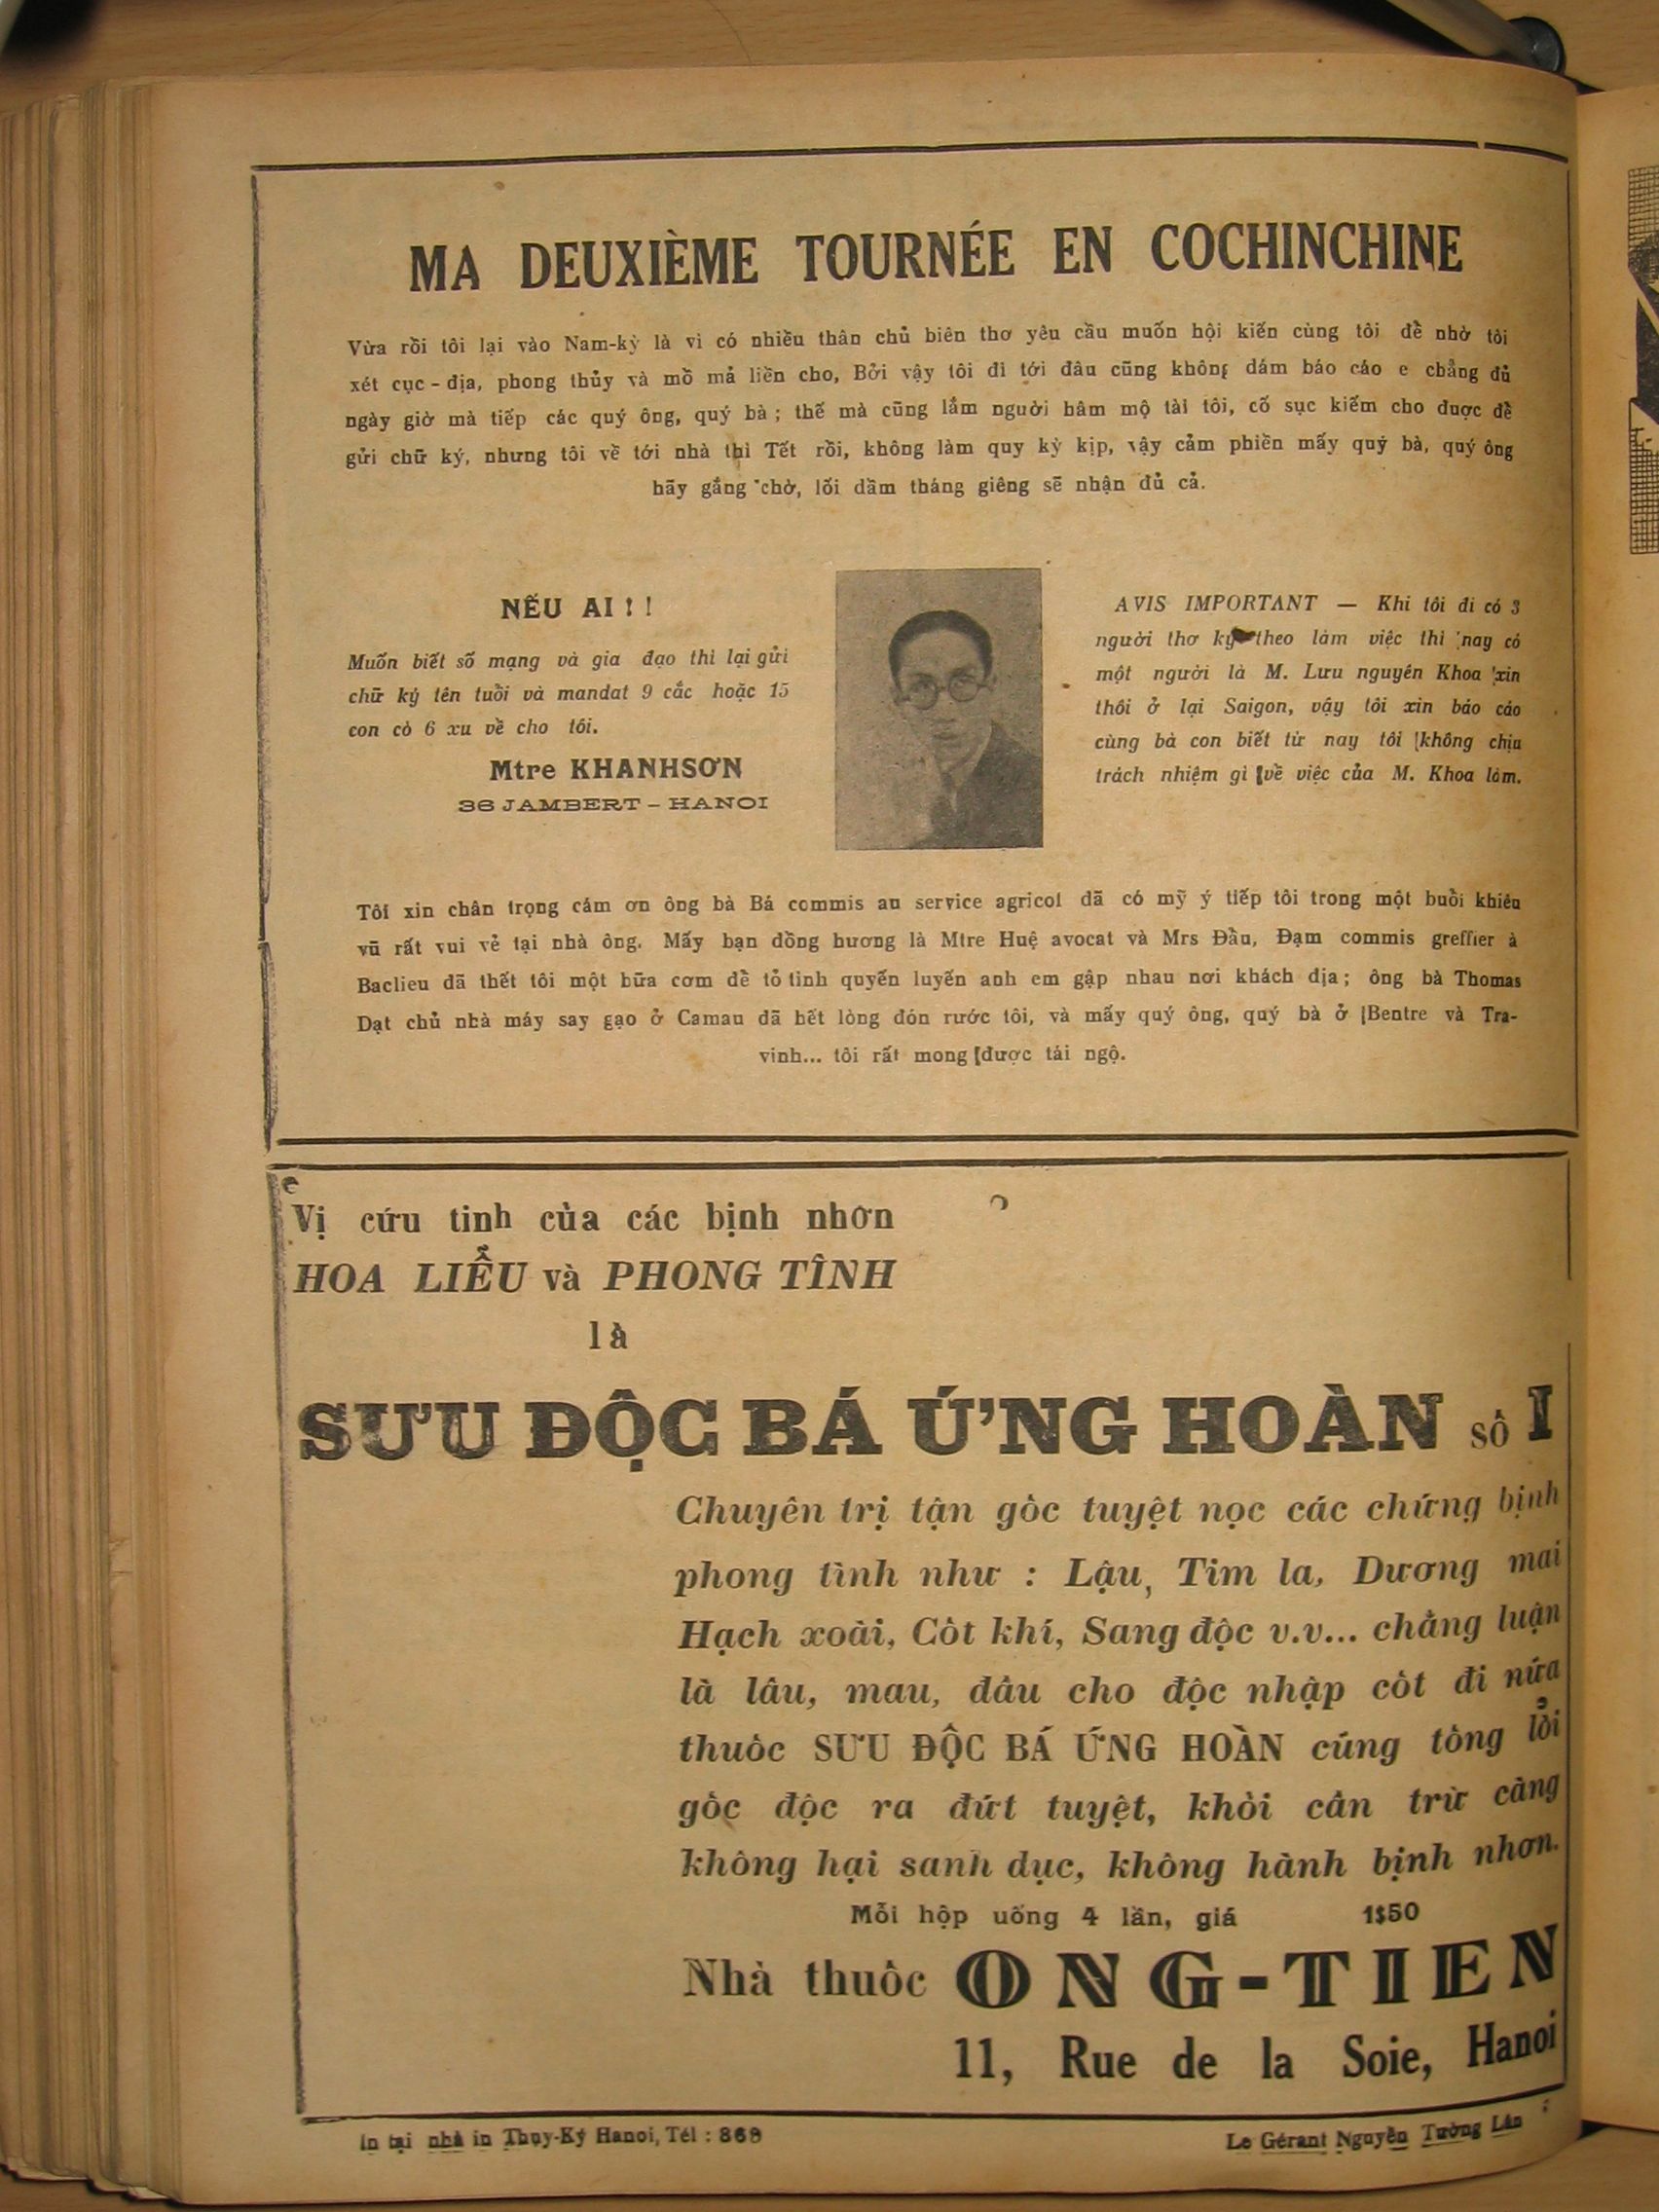 MA DEUXIÈME TOURNÉE EN COCHINCHINE
Vừa rồi tôi lại vào Nam-kỳ là vì có nhiều thân chủ biên thơ yêu cầu muốn hội kiến cùng tôi để nhờ tôi
xét cục-địa, phong thủy và mồ mả liền cho, Bởi vậy tôi đi tới đâu cũng không dám báo cáo e chẳng đủ
ngày giờ mà tiếp các quý ông, quý bà ; thế mà cũng lắm người hâm mộ tài tôi, cố sục kiếm cho được để
gửi chữ ký, nhưng tôi về tới nhà thì Tết rồi, không làm quy kỳ kịp, vậy cảm phiền mấy quý bà, quý ông
hãy gắng chờ, lối dầm tháng giêng sẽ nhận đủ cả.
NẾU AI ! !
Muốn biết số mạng và gia đạo thì lại gửi
chữ ký tên tuổi và mandat 9 cắc hoặc 15
con cò 6 xu về cho tôi.
Mtre KHANHSƠN
36 JAMBERT – HANOI
AVIS IMPORTANT — Khi tôi đi có 3
người thơ ký theo làm việc thì nay có
một người là M. Lưu nguyên Khoa xin
thôi ở lại Saigon, vậy tôi xin báo cáo
cùng bà con biết từ nay tôi không chịu
trách nhiệm gì về việc của M. Khoa làm.
Tôi xin chân trọng cám ơn ông bà Bá commis au service agricol đã có mỹ ý tiếp tôi trong một buổi khiêu
vũ rất vui vẻ tại nhà ông. Mấy bạn đồng hương là Mtre Huệ avocat và Mrs Đầu, Đạm commis greffier à
Baclieu đã thết tôi một bữa cơm để tỏ tình quyến luyến anh em gặp nhau nơi khách địa ; ông bà Thomas
Dạt chủ nhà máy say gạo ở Camau đã hết lòng đón rước tôi, và mấy quý ông, quý bà ở Bentre và Tra-
vinh... tôi rất mong được tái ngộ.
Vị cứu tinh của các bịnh nhơn
HOA LIỄU và PHONG TÌNH
là
SƯU ĐỘC BÁ ỨNG HOÀN số I
Chuyên trị tận gốc tuyệt nọc các chứng bịnh
phong tình như : Lậu, Tim la, Dương mai
Hạch xoài, Cốt khí, Sang độc v.v... chẳng luận
là lâu, mau, dầu cho độc nhập cốt đi nữa
thuốc SƯU ĐỘC BÁ ỨNG HOÀN cũng tống lỏi
gốc độc ra dứt tuyệt, khỏi cần trừ căng
không hại sanh dục, không hành bịnh nhơn.
Mỗi hộp uống 4 lần, giá 1$50
Nhà thuốc ONG-TIEN
11, Rue de la Soie, Hanoi
In tại nhà in Thụy-Ký Hanoi, Tél : 869
Le Gérant Nguyễn Tường Lân